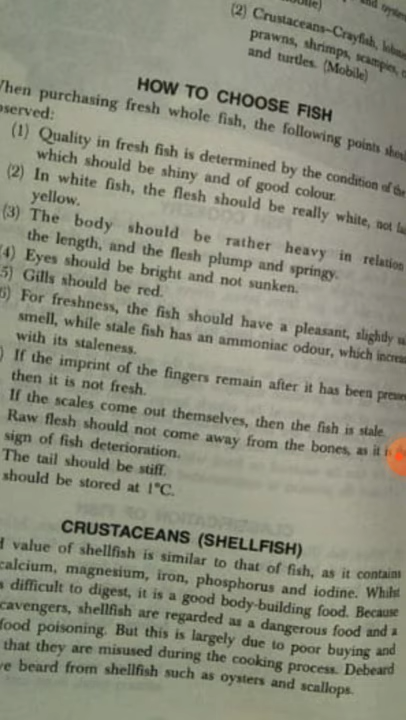 (2) Crustaceans–Crayfish,
prawns, shrimps, scampies,
and turtles. (Mobile)
HOW TO CHOOSE FISH
When purchasing fresh whole fish, the following points
observed:
(1) Quality in fresh fish is determined by the condition of the
which should be shiny and of good colour.
(2) In white fish, the flesh should be really white, not
yellow.
(3) The body should be rather heavy in relation
the length, and the flesh plump and springy.
(4) Eyes should be bright and not sunken.
5) Gills should be red.
6) For freshness, the fish should have a pleasant, slightly
smell, while stale fish has an ammoniac odour, which
with its staleness.
) If the imprint of the fingers remain after it has been
then it is not fresh.
If the scales come out themselves, then the fish is stale.
Raw flesh should not come away from the bones, as it is
sign of fish deterioration.
The tail should be stiff.
should be stored at 1°C.
CRUSTACEANS (SHELLFISH)
value of shellfish is similar to that of fish, as it contains
calcium, magnesium, iron, phosphorus and iodine. Whilst
difficult to digest, it is a good body-building food. Because
scavengers, shellfish are regarded as a dangerous food and a
food poisoning. But this is largely due to poor buying and
that they are misused during the cooking process. Debeard
beard from shellfish such as oysters and scallops.